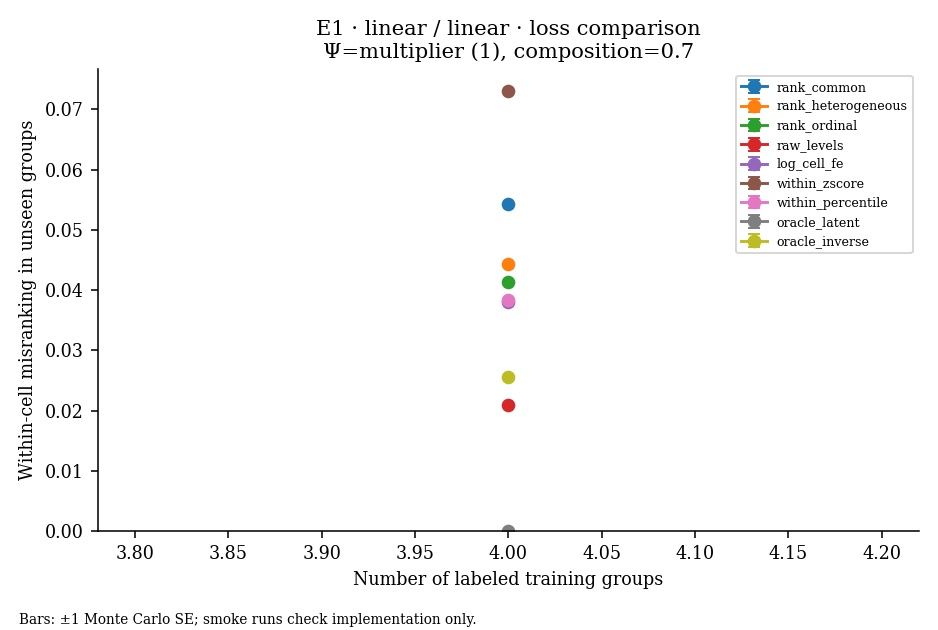 E1 · linear / linear · loss comparison
Ψ=multiplier (1), composition=0.7
Within-cell misranking in unseen groups
0.07
0.06
0.05
0.04
0.03
0.02
0.01
0.00
rank_common
rank_heterogeneous
rank_ordinal
raw_levels
log_cell_fe
within_zscore
within_percentile
oracle_latent
oracle_inverse
3.80 3.85 3.90 3.95 4.00 4.05 4.10 4.15 4.20
Number of labeled training groups
Bars: ±1 Monte Carlo SE; smoke runs check implementation only.